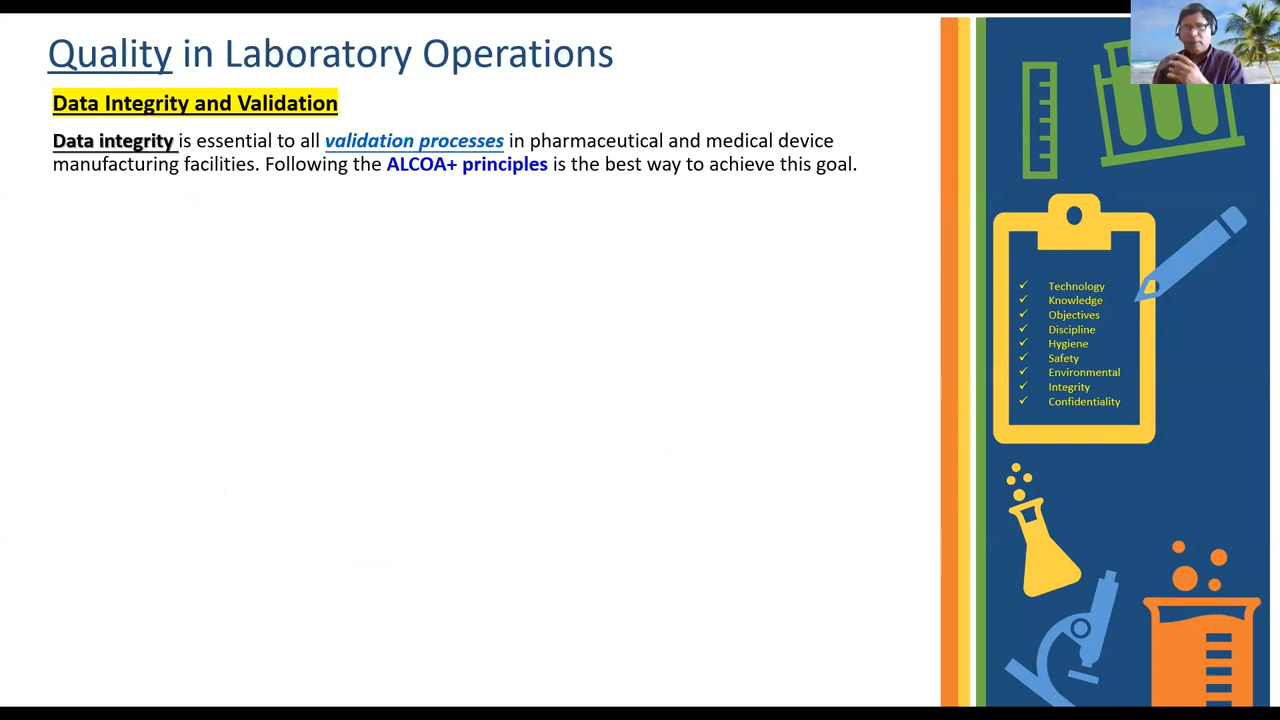 Quality in Laboratory Operations
Data Integrity and Validation
Data integrity is essential to all validation processes in pharmaceutical and medical device
manufacturing facilities. Following the ALCOA+ principles is the best way to achieve this goal.
✓ Technology
✓ Knowledge
✓ Objectives
✓ Discipline
✓ Hygiene
✓ Safety
✓ Environmental
✓ Integrity
✓ Confidentiality